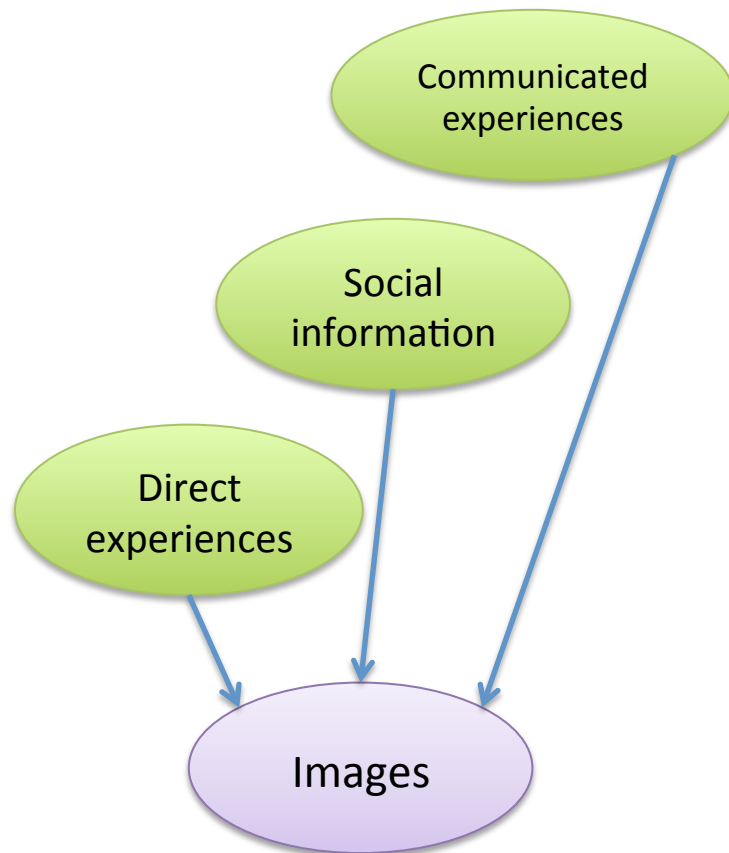 Communicated
experiences
Social
information
Direct
experiences
Images